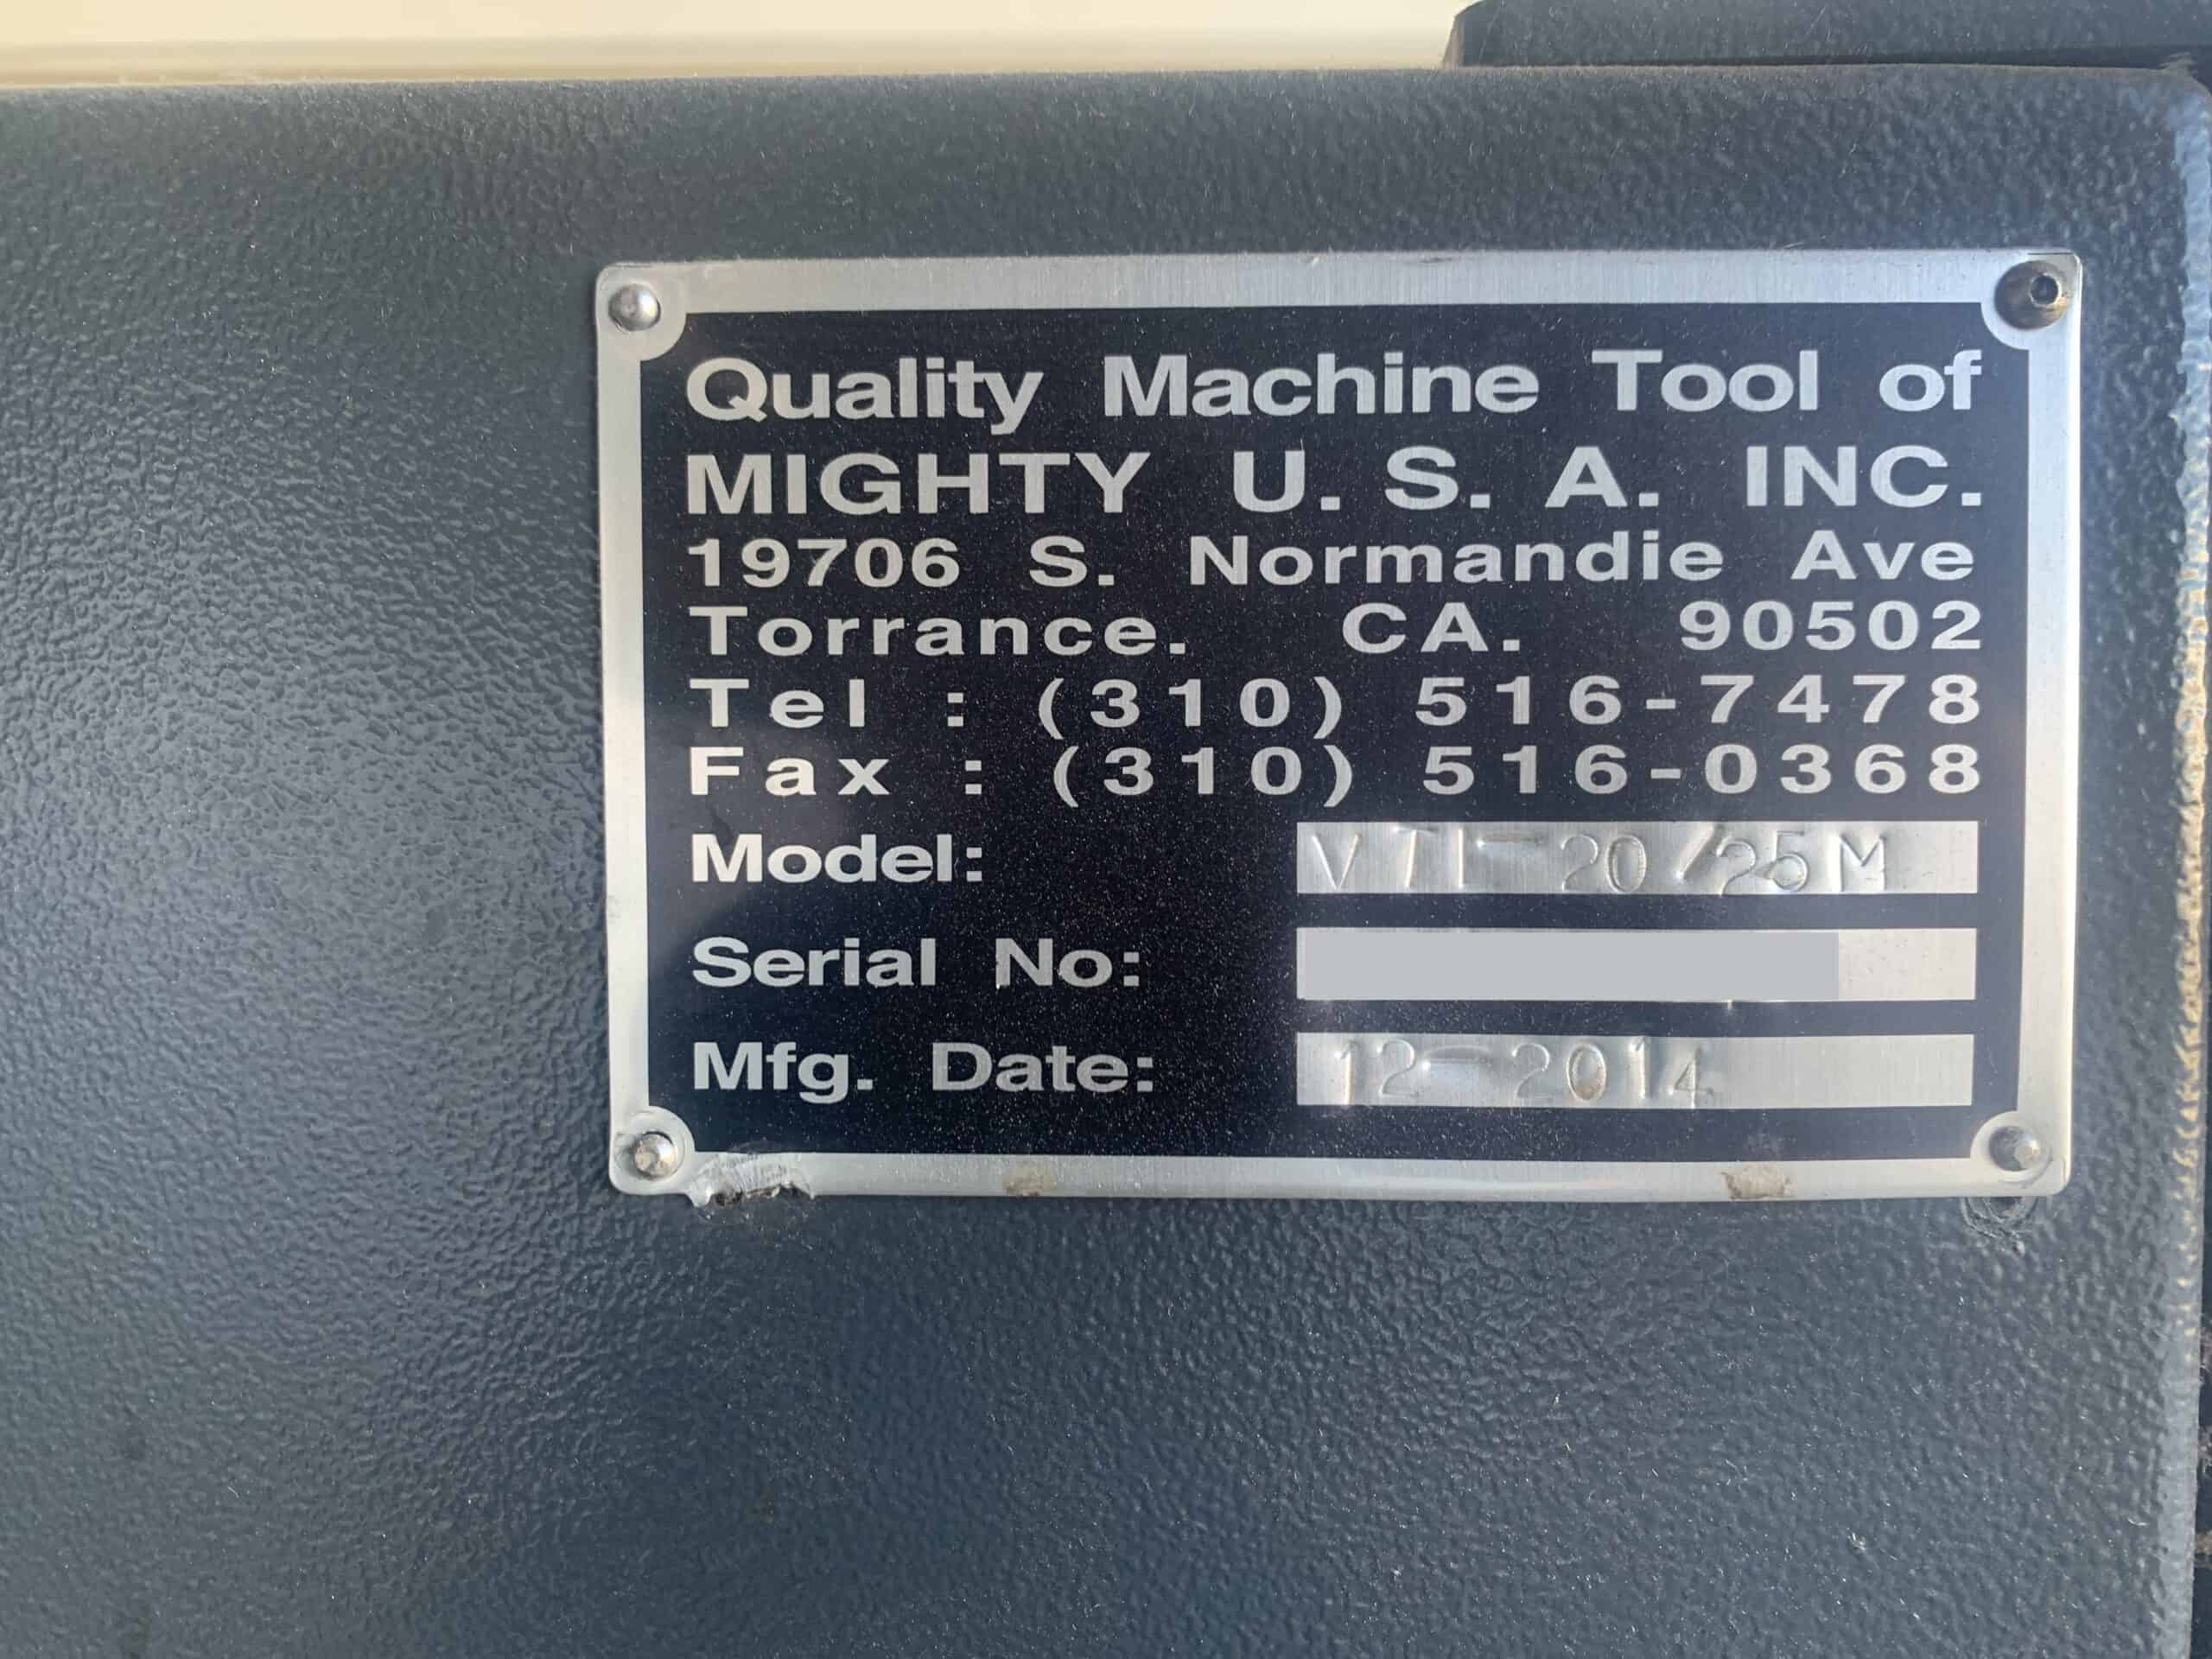 Quality Machine Tool of
MIGHTY U. S. A. INC.
19706 S. Normandie Ave
Torrance. CA. 90502
Tel : (310) 516-7478
Fax : (310) 516-0368
Model: VTL-20/25M
Serial No:
Mfg. Date: 12-2014